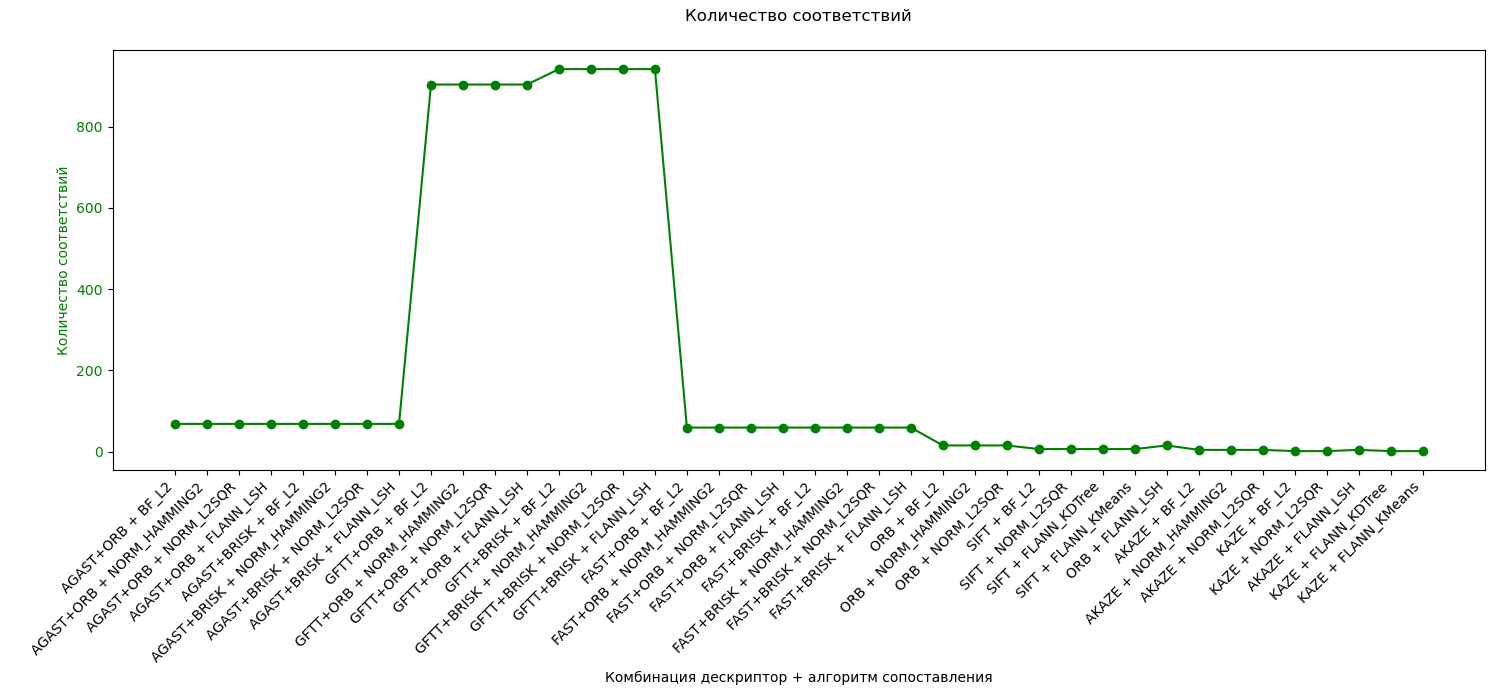 Количество соответствий
Количество соответствий
800
600
400
200
0
AGAST+ORB + BF_L2
AGAST+ORB + NORM_HAMMING2
AGAST+ORB + NORM_L2SQR
AGAST+ORB + FLANN_LSH
AGAST+BRISK + BF_L2
AGAST+BRISK + NORM_HAMMING2
AGAST+BRISK + NORM_L2SQR
AGAST+BRISK + FLANN_LSH
GFTT+ORB + BF_L2
GFTT+ORB + NORM_HAMMING2
GFTT+ORB + NORM_L2SQR
GFTT+ORB + FLANN_LSH
GFTT+BRISK + BF_L2
GFTT+BRISK + NORM_HAMMING2
GFTT+BRISK + NORM_L2SQR
GFTT+BRISK + FLANN_LSH
FAST+ORB + BF_L2
FAST+ORB + NORM_HAMMING2
FAST+ORB + NORM_L2SQR
FAST+ORB + FLANN_LSH
FAST+BRISK + BF_L2
FAST+BRISK + NORM_HAMMING2
FAST+BRISK + NORM_L2SQR
FAST+BRISK + FLANN_LSH
ORB + BF_L2
ORB + NORM_HAMMING2
ORB + NORM_L2SQR
SIFT + BF_L2
SIFT + NORM_L2SQR
SIFT + FLANN_KDTree
SIFT + FLANN_KMeans
ORB + FLANN_LSH
AKAZE + BF_L2
AKAZE + NORM_HAMMING2
AKAZE + NORM_L2SQR
KAZE + BF_L2
KAZE + NORM_L2SQR
AKAZE + FLANN_LSH
KAZE + FLANN_KDTree
KAZE + FLANN_KMeans
Комбинация дескриптор + алгоритм сопоставления